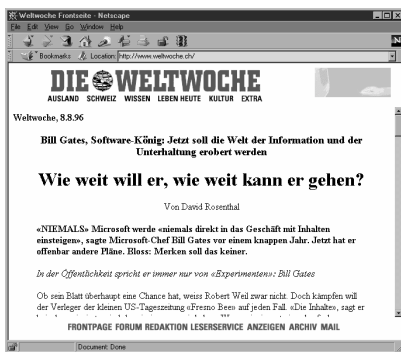 Weltwoche Frontseite - Netscape
File Edit View Go Window Help
Bookmarks Location: http://www.weltwoche.ch/
DIE WELTWOCHE
AUSLAND SCHWEIZ WISSEN LEBEN HEUTE KULTUR EXTRA
Weltwoche, 8.8.96
Bill Gates, Software-König: Jetzt soll die Welt der Information und der
Unterhaltung erobert werden
Wie weit will er, wie weit kann er gehen?
Von David Rosenthal
«NIEMALS» Microsoft werde «niemals direkt in das Geschäft mit Inhalten
einsteigen», sagte Microsoft-Chef Bill Gates vor einem knappen Jahr. Jetzt hat er
offenbar andere Pläne. Bloss: Merken soll das keiner.
In der Öffentlichkeit spricht er immer nur von «Experimenten»: Bill Gates
Ob sein Blatt überhaupt eine Chance hat, weiss Robert Weil zwar nicht. Doch kämpfen will
der Verleger der kleinen US-Tageszeitung «Fresno Bee» auf jeden Fall. «Die Inhalte», sagt er
FRONTPAGE FORUM REDAKTION LESERSERVICE ANZEIGEN ARCHIV MAIL
Document: Done